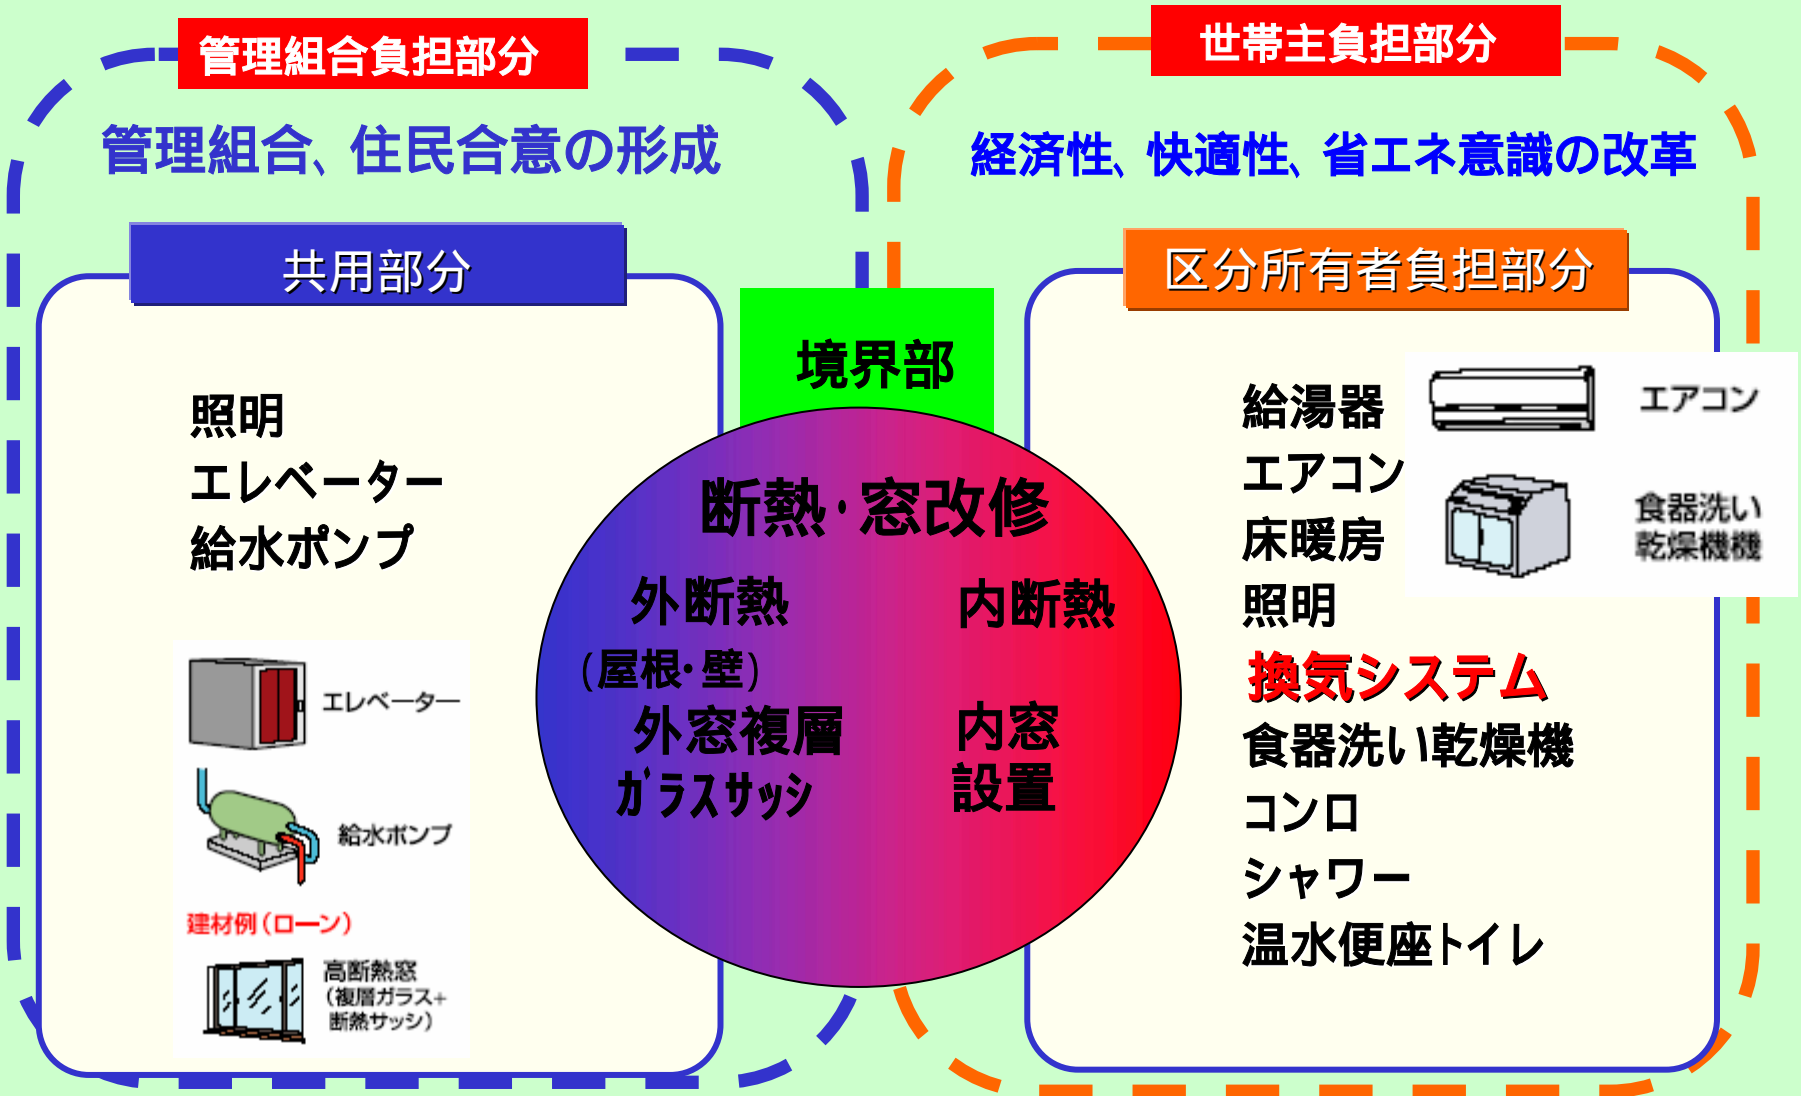 管理組合負担部分
管理組合、住民合意の形成
共用部分
照明
エレベーター
給水ポンプ
エレベーター
給水ポンプ
建材例(ローン)
高断熱窓
(複層ガラス+
断熱サッシ)
境界部
断熱・窓改修
外断熱
(屋根・壁)
外窓複層
ｶﾞﾗｽｻｯｼ
内断熱
内窓
設置
世帯主負担部分
経済性、快適性、省エネ意識の改革
区分所有者負担部分
給湯器
エアコン
床暖房
照明
換気システム
食器洗い乾燥機
コンロ
シャワー
温水便座トイレ
エアコン
食器洗い
乾燥機機